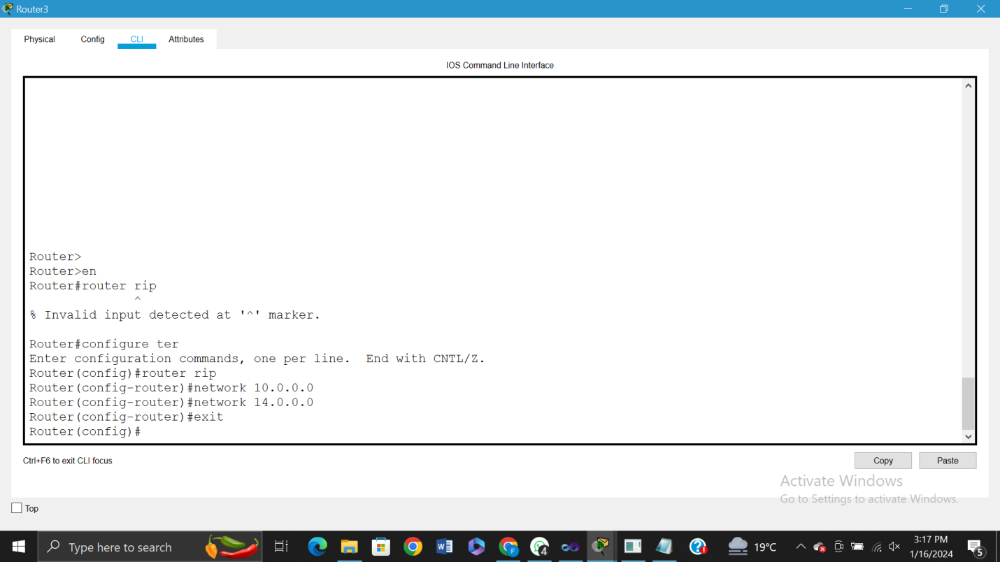 Router3
Physical Config CLI Attributes
IOS Command Line Interface
Router>
Router>en
Router#router rip
^
% Invalid input detected at '^' marker.
Router#configure ter
Enter configuration commands, one per line.  End with CNTL/Z.
Router(config)#router rip
Router(config-router)#network 10.0.0.0
Router(config-router)#network 14.0.0.0
Router(config-router)#exit
Router(config)#
Ctrl+F6 to exit CLI focus
Copy Paste
Activate Windows
Go to Settings to activate Windows.
Top
Type here to search
W
F
4
19°C
3:17 PM
1/16/2024
5